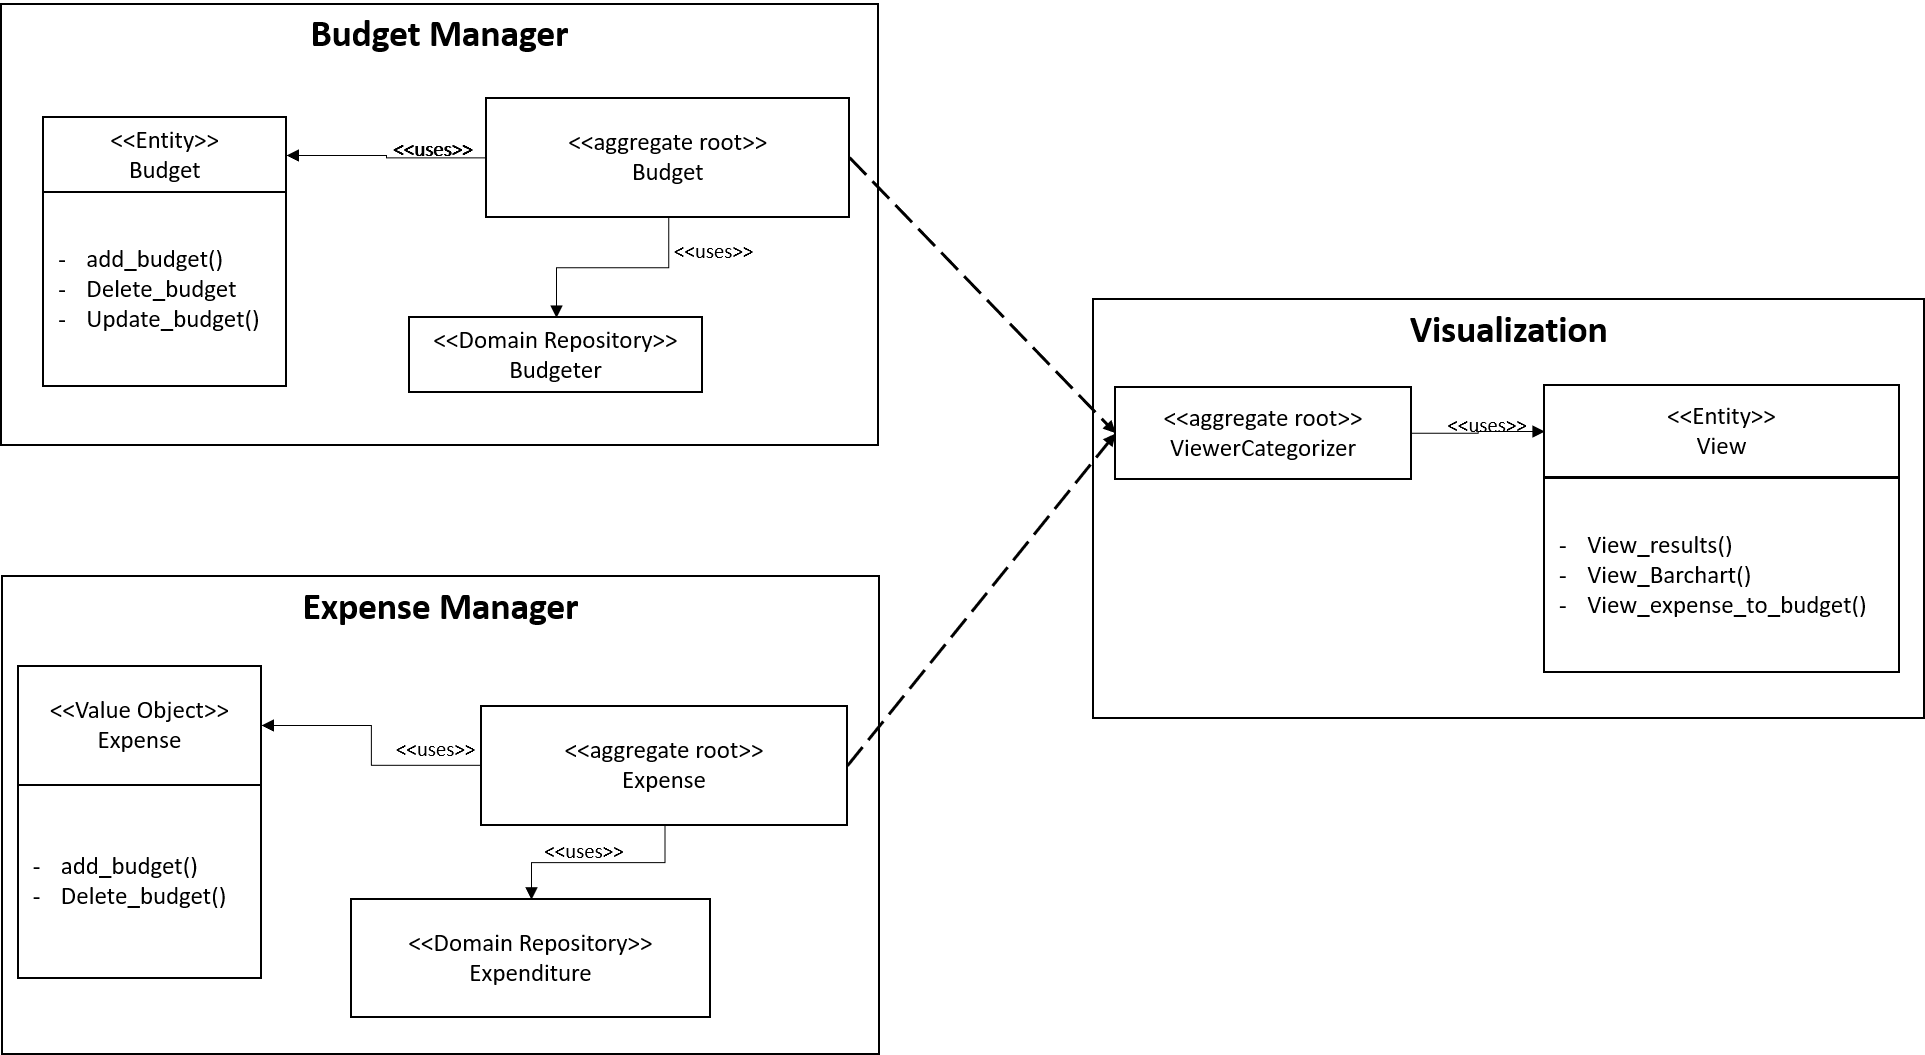 Budget Manager
<<Entity>>
Budget
- add_budget()
- Delete_budget
- Update_budget()
<<uses>>
<<aggregate root>>
Budget
<<uses>>
<<Domain Repository>>
Budgeter
Expense Manager
<<Value Object>>
Expense
- add_budget()
- Delete_budget()
<<uses>>
<<aggregate root>>
Expense
<<uses>>
<<Domain Repository>>
Expenditure
Visualization
<<aggregate root>>
ViewerCategorizer
<<uses>>
<<Entity>>
View
- View_results()
- View_Barchart()
- View_expense_to_budget()